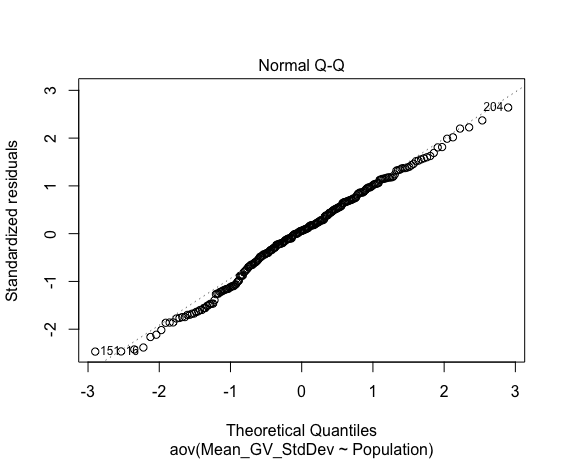 Normal Q-Q
Standardized residuals
3
2
1
0
-1
-2
204
151
16
-3 -2 -1 0 1 2 3
Theoretical Quantiles
aov(Mean_GV_StdDev ~ Population)